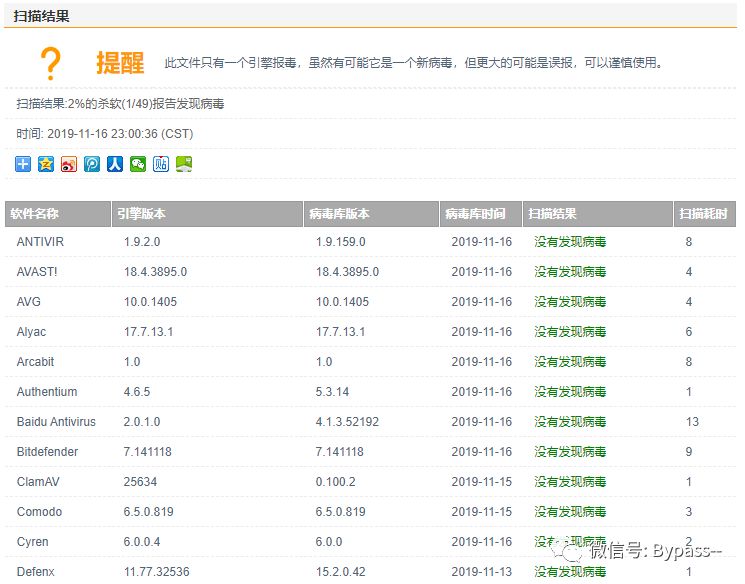 扫描结果
? 提醒 此文件只有一个引擎报毒，虽然有可能它是一个新病毒，但更大的可能是误报，可以谨慎使用。
扫描结果:2%的杀软(1/49)报告发现病毒
时间: 2019-11-16 23:00:36 (CST)
软件名称 引擎版本 病毒库版本 病毒库时间 扫描结果 扫描耗时
ANTIVIR 1.9.2.0 1.9.159.0 2019-11-16 没有发现病毒 8
AVAST! 18.4.3895.0 18.4.3895.0 2019-11-16 没有发现病毒 4
AVG 10.0.1405 10.0.1405 2019-11-16 没有发现病毒 4
Alyac 17.7.13.1 17.7.13.1 2019-11-16 没有发现病毒 6
Arcabit 1.0 1.0 2019-11-16 没有发现病毒 8
Authentium 4.6.5 5.3.14 2019-11-16 没有发现病毒 1
Baidu Antivirus 2.0.1.0 4.1.3.52192 2019-11-16 没有发现病毒 13
Bitdefender 7.141118 7.141118 2019-11-16 没有发现病毒 9
ClamAV 25634 0.100.2 2019-11-15 没有发现病毒 1
Comodo 6.5.0.819 6.5.0.819 2019-11-15 没有发现病毒 3
Cyren 6.0.0.4 6.0.0 2019-11-16 没有发现病毒 2
微信号: Bypass--
Defenx 11.77.32536 15.2.0.42 2019-11-13 没有发现病毒 1